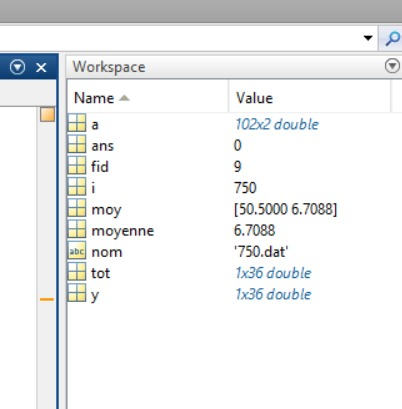 Workspace
Name Value
a 102x2 double
ans 0
fid 9
i 750
moy [50.5000 6.7088]
moyenne 6.7088
abc nom '750.dat'
tot 1x36 double
y 1x36 double